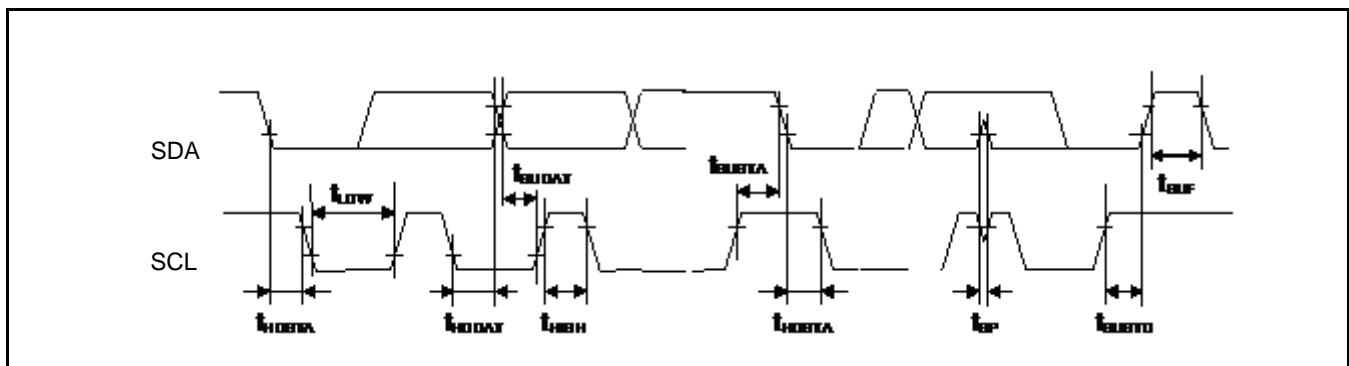 SDA
tSUDAT
tSUSTA
tBUF
tLOW
SCL
tHDSTA
tHDDAT
tHIGH
tHDSTA
tSP
tSUSTO